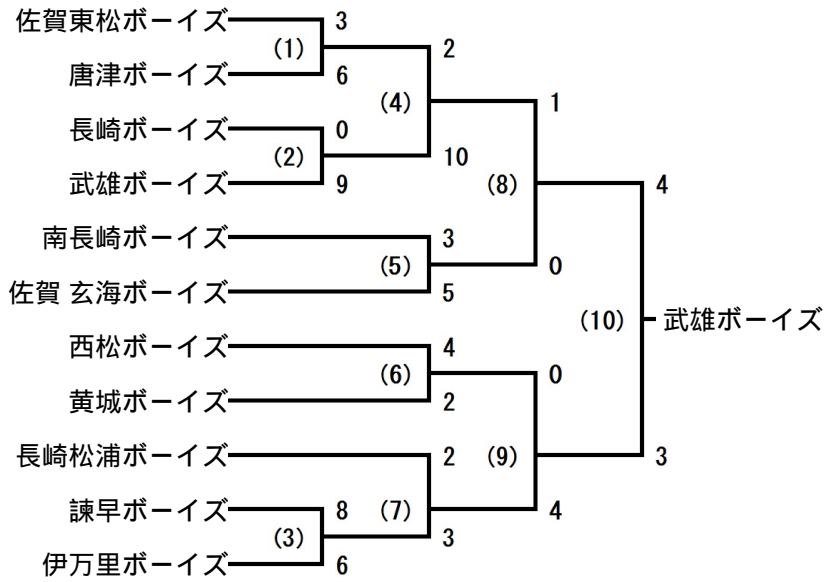 佐賀東松ボーイズ 3
(1) 2
唐津ボーイズ 6
(4) 1
長崎ボーイズ 0
(2) 10
武雄ボーイズ 9
(8) 4
南長崎ボーイズ 3
(5) 0
佐賀 玄海ボーイズ 5
(10) 武雄ボーイズ
西松ボーイズ 4
(6) 0
黄城ボーイズ 2
長崎松浦ボーイズ 2
(9) 3
諫早ボーイズ 8
(7) 4
(3) 3
伊万里ボーイズ 6